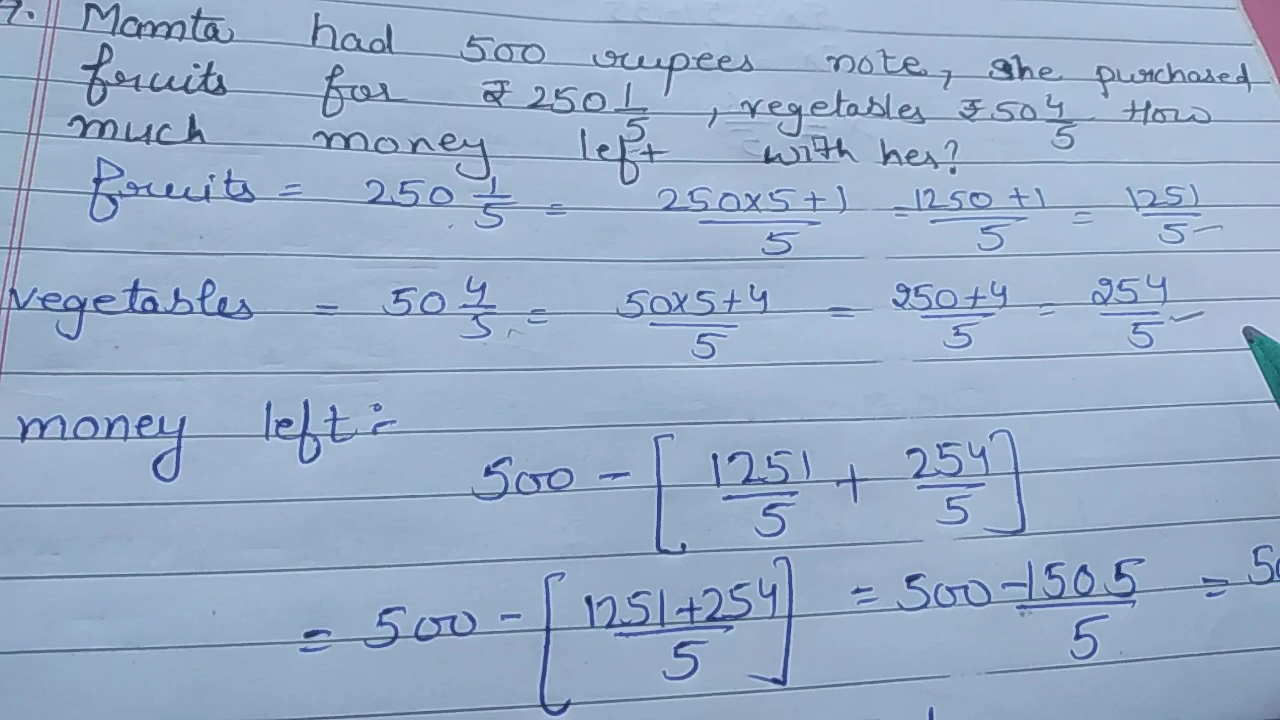 7. Mamta had 500 rupees note, she purchased
fruits for ₹ 250 1/5, vegetables ₹ 50 4/5 How
much money left with her?
fruits = 250 1/5 = 250×5+1/5 = 1250+1/5 = 1251/5
vegetables = 50 4/5 = 50×5+4/5 = 250+4/5 = 254/5
money left :-
500 - [1251/5 + 254/5]
= 500 - [1251+254/5] = 500 - 1505/5 = 50